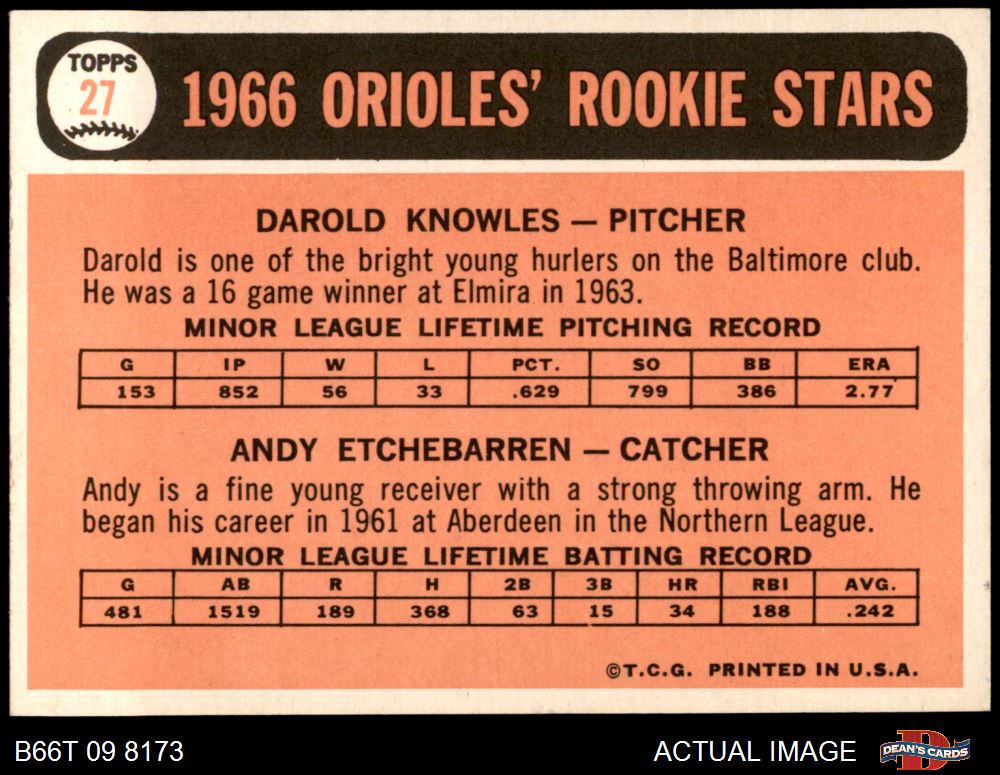 TOPPS
27
1966 ORIOLES' ROOKIE STARS
DAROLD KNOWLES — PITCHER
Darold is one of the bright young hurlers on the Baltimore club.
He was a 16 game winner at Elmira in 1963.
MINOR LEAGUE LIFETIME PITCHING RECORD
G IP W L PCT. SO BB ERA
153 852 56 33 .629 799 386 2.77
ANDY ETCHEBARREN — CATCHER
Andy is a fine young receiver with a strong throwing arm. He
began his career in 1961 at Aberdeen in the Northern League.
MINOR LEAGUE LIFETIME BATTING RECORD
G AB R H 2B 3B HR RBI AVG.
481 1519 189 368 63 15 34 188 .242
©T.C.G. PRINTED IN U.S.A.
B66T 09 8173 ACTUAL IMAGE D DEAN'S CARDS